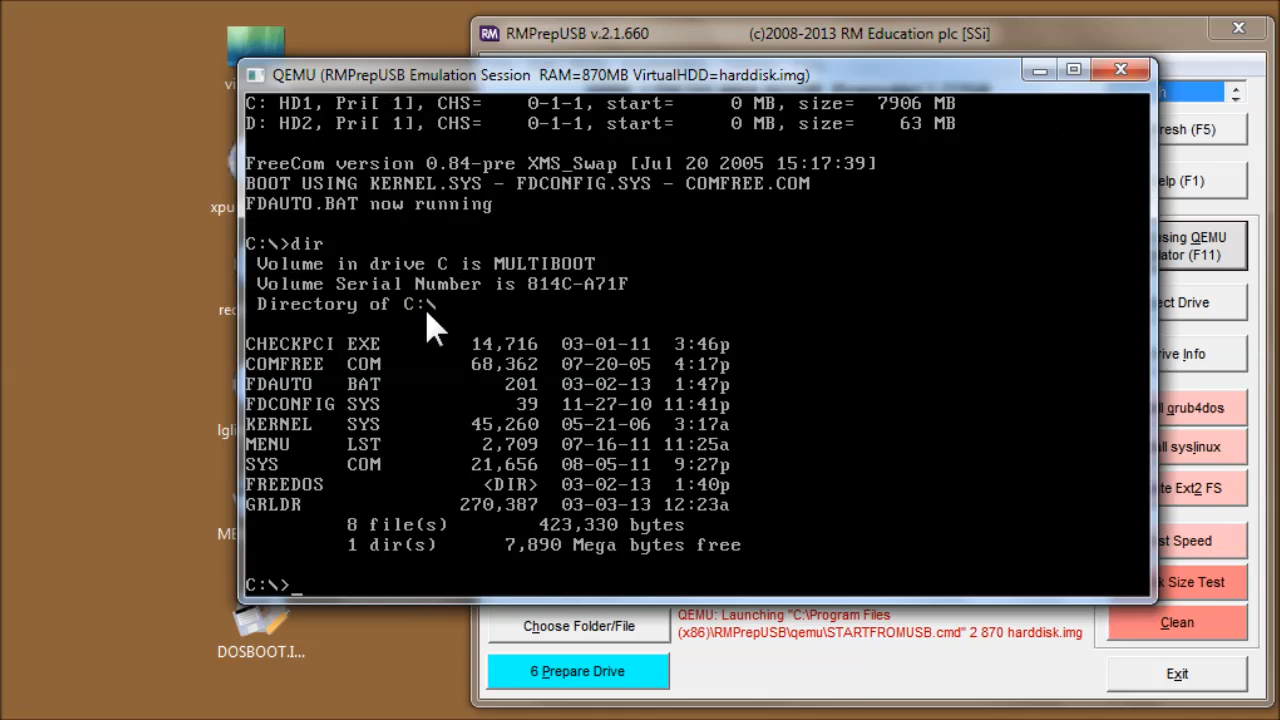 RMPrepUSB v.2.1.660 (c)2008-2013 RM Education plc [SSi]
QEMU (RMPrepUSB Emulation Session RAM=870MB VirtualHDD=harddisk.img)
C: HD1, Pri[ 1], CHS= 0-1-1, start= 0 MB, size= 7906 MB
D: HD2, Pri[ 1], CHS= 0-1-1, start= 0 MB, size= 63 MB
FreeCom version 0.84-pre XMS_Swap [Jul 20 2005 15:17:39]
BOOT USING KERNEL.SYS - FDCONFIG.SYS - COMFREE.COM
FDAUTO.BAT now running
C:\>dir
Volume in drive C is MULTIBOOT
Volume Serial Number is 814C-A71F
Directory of C:\
CHECKPCI EXE 14,716 03-01-11 3:46p
COMFREE COM 68,362 07-20-05 4:17p
FDAUTO BAT 201 03-02-13 1:47p
FDCONFIG SYS 39 11-27-10 11:41p
KERNEL SYS 45,260 05-21-06 3:17a
MENU LST 2,709 07-16-11 11:25a
SYS COM 21,656 08-05-11 9:27p
FREEDOS <DIR> 03-02-13 1:40p
GRLDR 270,387 03-03-13 12:23a
8 file(s) 423,330 bytes
1 dir(s) 7,890 Mega bytes free
C:\>_
resh (F5)
elp (F1)
using QEMU
lator (F11)
ect Drive
rive Info
ll grub4dos
ll syslinux
te Ext2 FS
st Speed
k Size Test
Clean
Exit
Choose Folder/File
QEMU: Launching "C:\Program Files
(x86)\RMPrepUSB\qemu\STARTFROMUSB.cmd" 2 870 harddisk.img
6 Prepare Drive
vi
xpu
rec
lgli
ME
DOSBOOT.I...